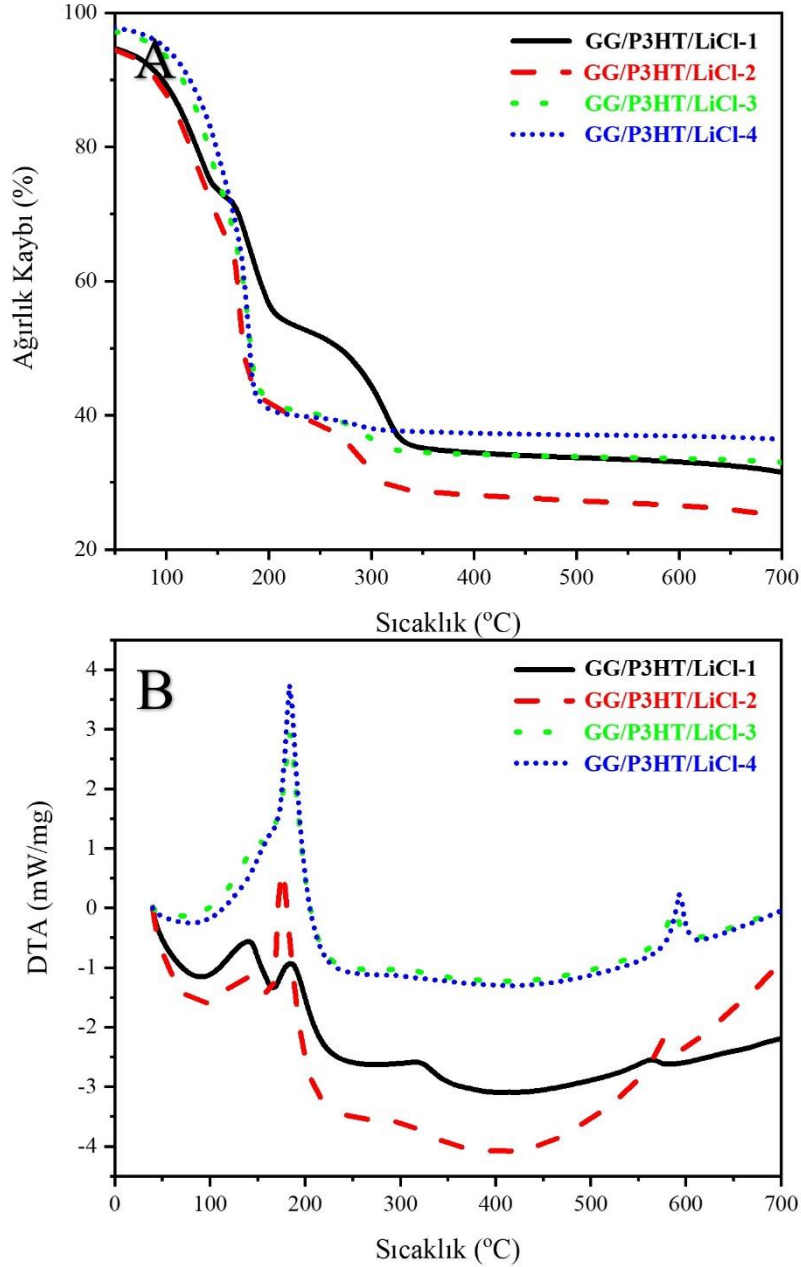 A
GG/P3HT/LiCl-1
GG/P3HT/LiCl-2
GG/P3HT/LiCl-3
GG/P3HT/LiCl-4
Ağırlık Kaybı (%)
100
80
60
40
20
100
200
300
400
500
600
700
Sıcaklık (°C)
B
GG/P3HT/LiCl-1
GG/P3HT/LiCl-2
GG/P3HT/LiCl-3
GG/P3HT/LiCl-4
DTA (mW/mg)
4
3
2
1
0
-1
-2
-3
-4
0
100
200
300
400
500
600
700
Sıcaklık (°C)